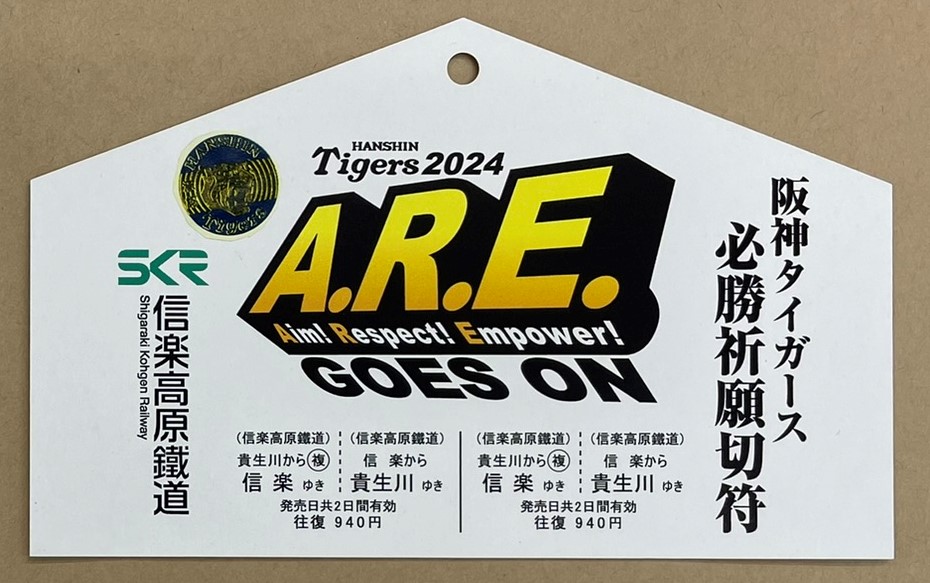 HANSHIN
TIGERS
HANSHIN
Tigers 2024
A.R.E.
Aim! Respect! Empower!
GOES ON
阪神タイガース
必勝祈願切符
SKR
信楽高原鐵道
Shigaraki Kohgen Railway
(信楽高原鐵道)
貴生川から複
信楽ゆき
(信楽高原鐵道)
信楽から
貴生川ゆき
発売日共2日間有効
往復 940円
(信楽高原鐵道)
貴生川から複
信楽ゆき
(信楽高原鐵道)
信楽から
貴生川ゆき
発売日共2日間有効
往復 940円